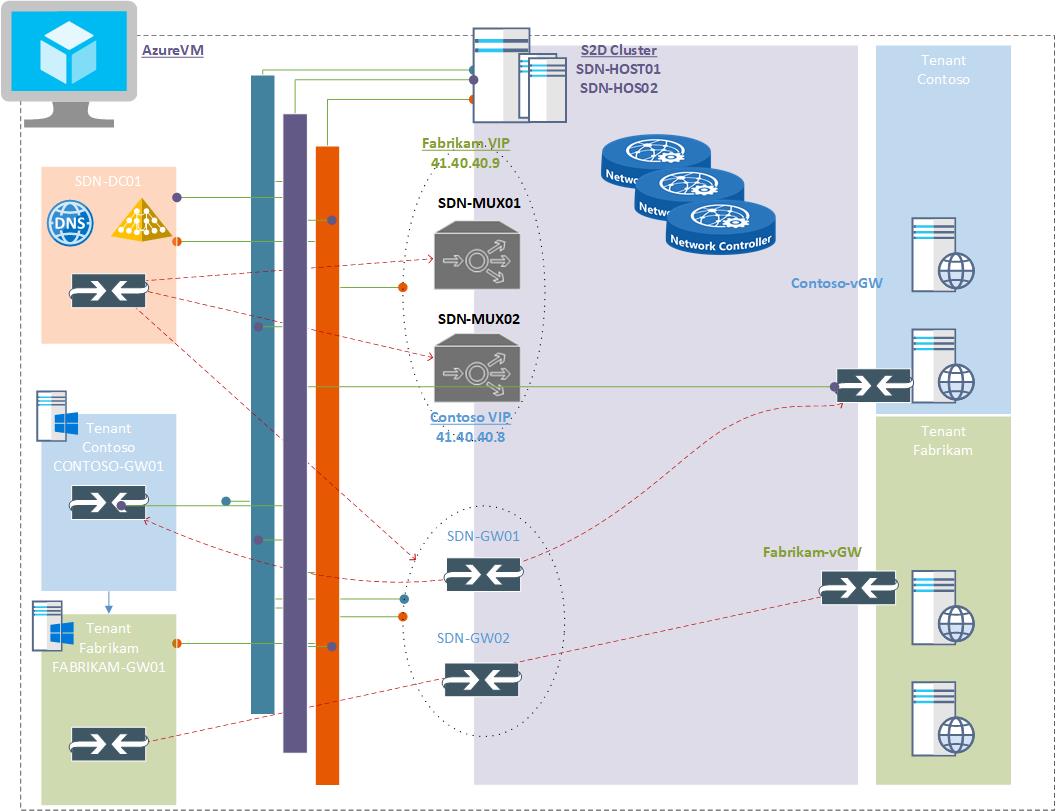 AzureVM
S2D Cluster
SDN-HOST01
SDN-HOS02
Tenant
Contoso
Fabrikam VIP
41.40.40.9
SDN-MUX01
SDN-DC01
DNS
Netwo
Netw
Network Controller
Contoso-vGW
SDN-MUX02
Contoso VIP
41.40.40.8
Tenant
Contoso
CONTOSO-GW01
Tenant
Fabrikam
SDN-GW01
Fabrikam-vGW
SDN-GW02
Tenant
Fabrikam
FABRIKAM-GW01